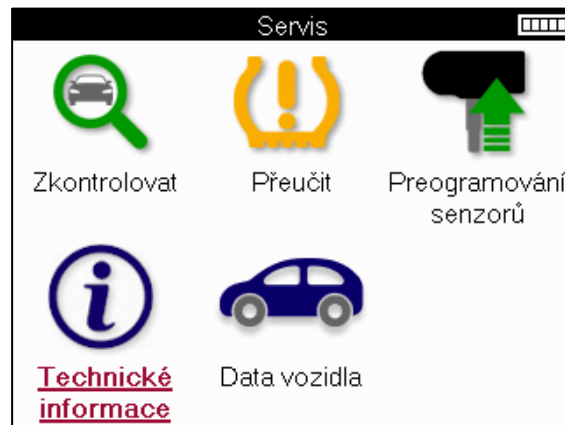 Servis
Zkontrolovat
Přeučit
Preogramování
senzorů
Technické
informace
Data vozidla